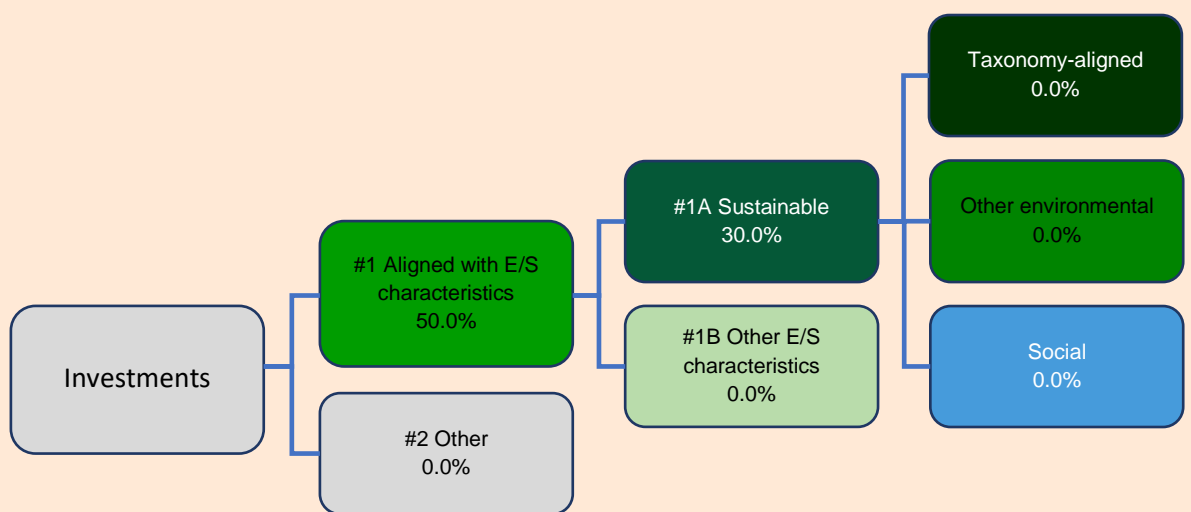 Investments
#1 Aligned with E/S
characteristics
50.0%
#2 Other
0.0%
#1A Sustainable
30.0%
#1B Other E/S
characteristics
0.0%
Taxonomy-aligned
0.0%
Other environmental
0.0%
Social
0.0%